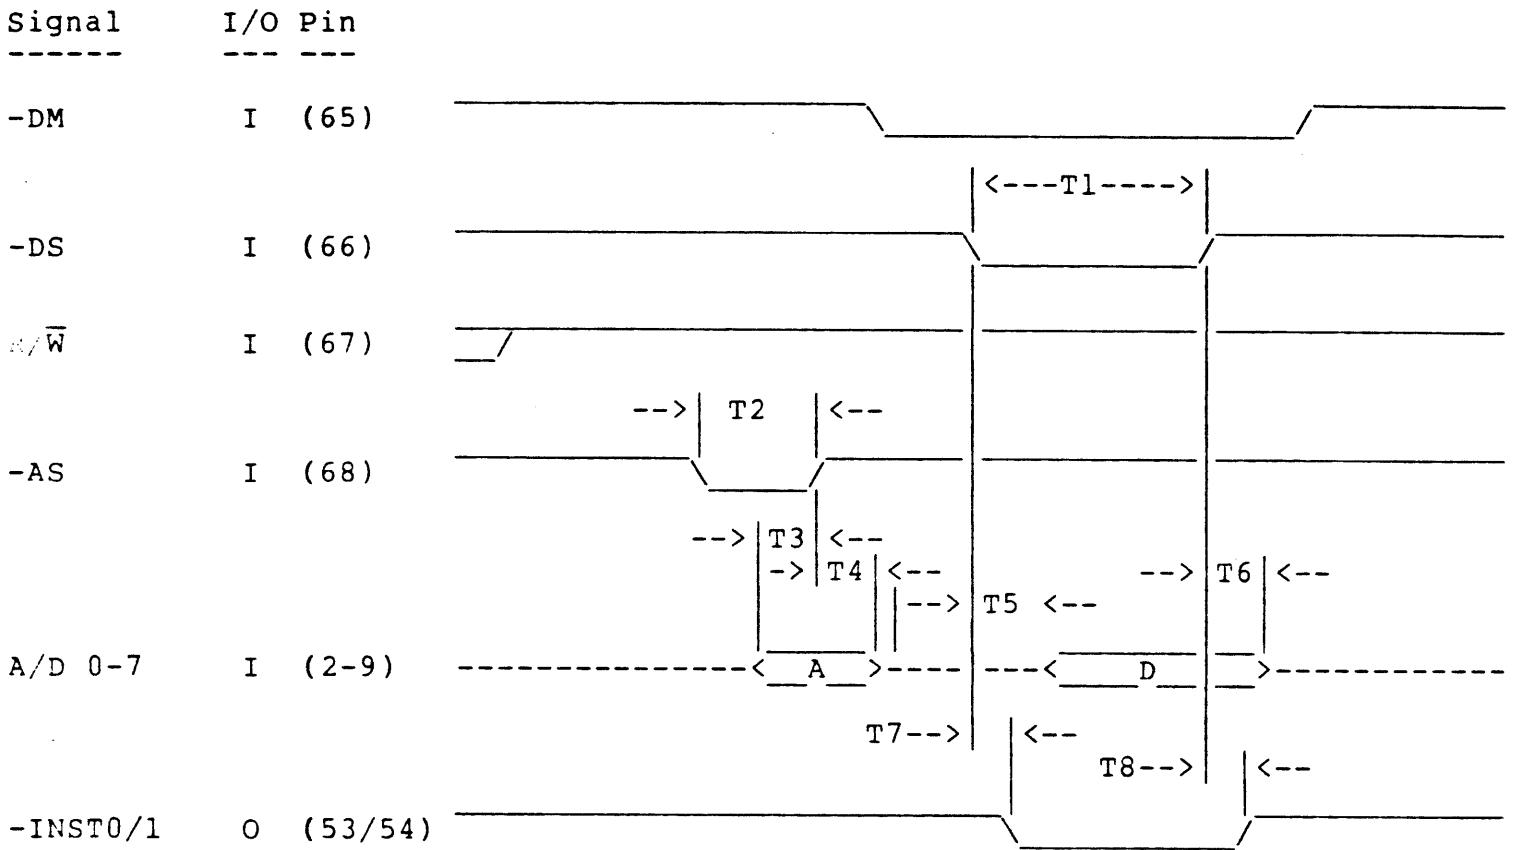 Signal I/O Pin
------ --- ---
-DM I (65)
<---T1---->
-DS I (66)
/W̅ I (67)
-->| T2 |<--
-AS I (68)
-->|T3|<--
->|T4|<-- -->|T6|<--
-->|T5 <--
A/D 0-7 I (2-9) A D
T7-->| |<--
T8-->| |<--
-INST0/1 O (53/54)